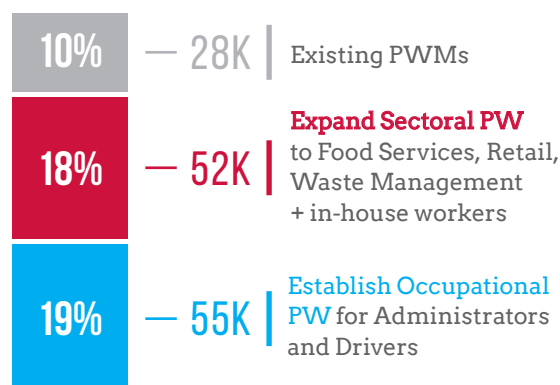 10% — 28K | Existing PWMs
Expand Sectoral PW
to Food Services, Retail,
18% — 52K | Waste Management
+ in-house workers
Establish Occupational
19% — 55K | PW for Administrators
and Drivers